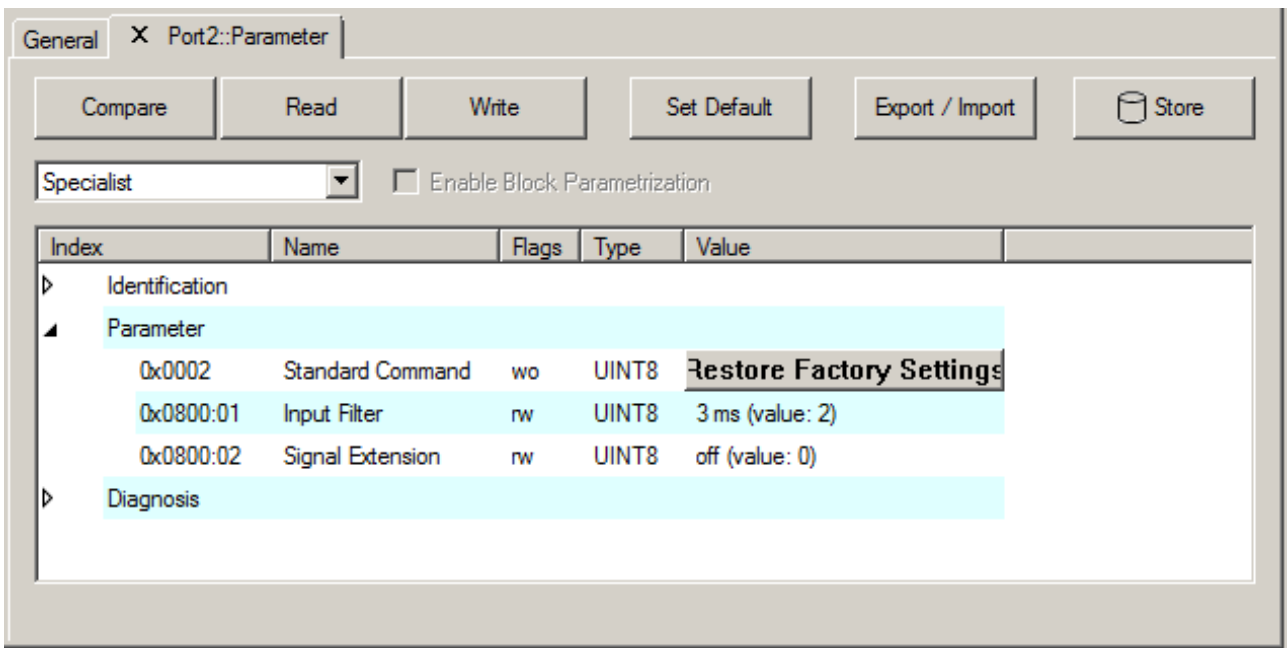 General X Port2::Parameter
Compare Read Write Set Default Export / Import Store
Specialist Enable Block Parametrization
Index Name Flags Type Value
Identification
Parameter
0x0002 Standard Command wo UINT8 Restore Factory Settings
0x0800:01 Input Filter rw UINT8 3 ms (value: 2)
0x0800:02 Signal Extension rw UINT8 off (value: 0)
Diagnosis